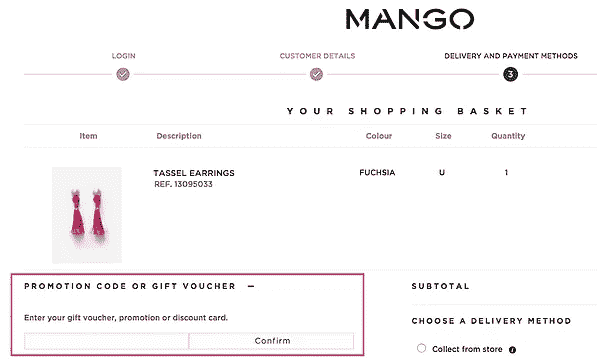 MANGO
LOGIN CUSTOMER DETAILS DELIVERY AND PAYMENT METHODS
3
YOUR SHOPPING BASKET
Item Description Colour Size Quantity
TASSEL EARRINGS FUCHSIA U 1
REF. 13095033
PROMOTION CODE OR GIFT VOUCHER –
Enter your gift voucher, promotion or discount card.
Confirm
SUBTOTAL
CHOOSE A DELIVERY METHOD
Collect from store i